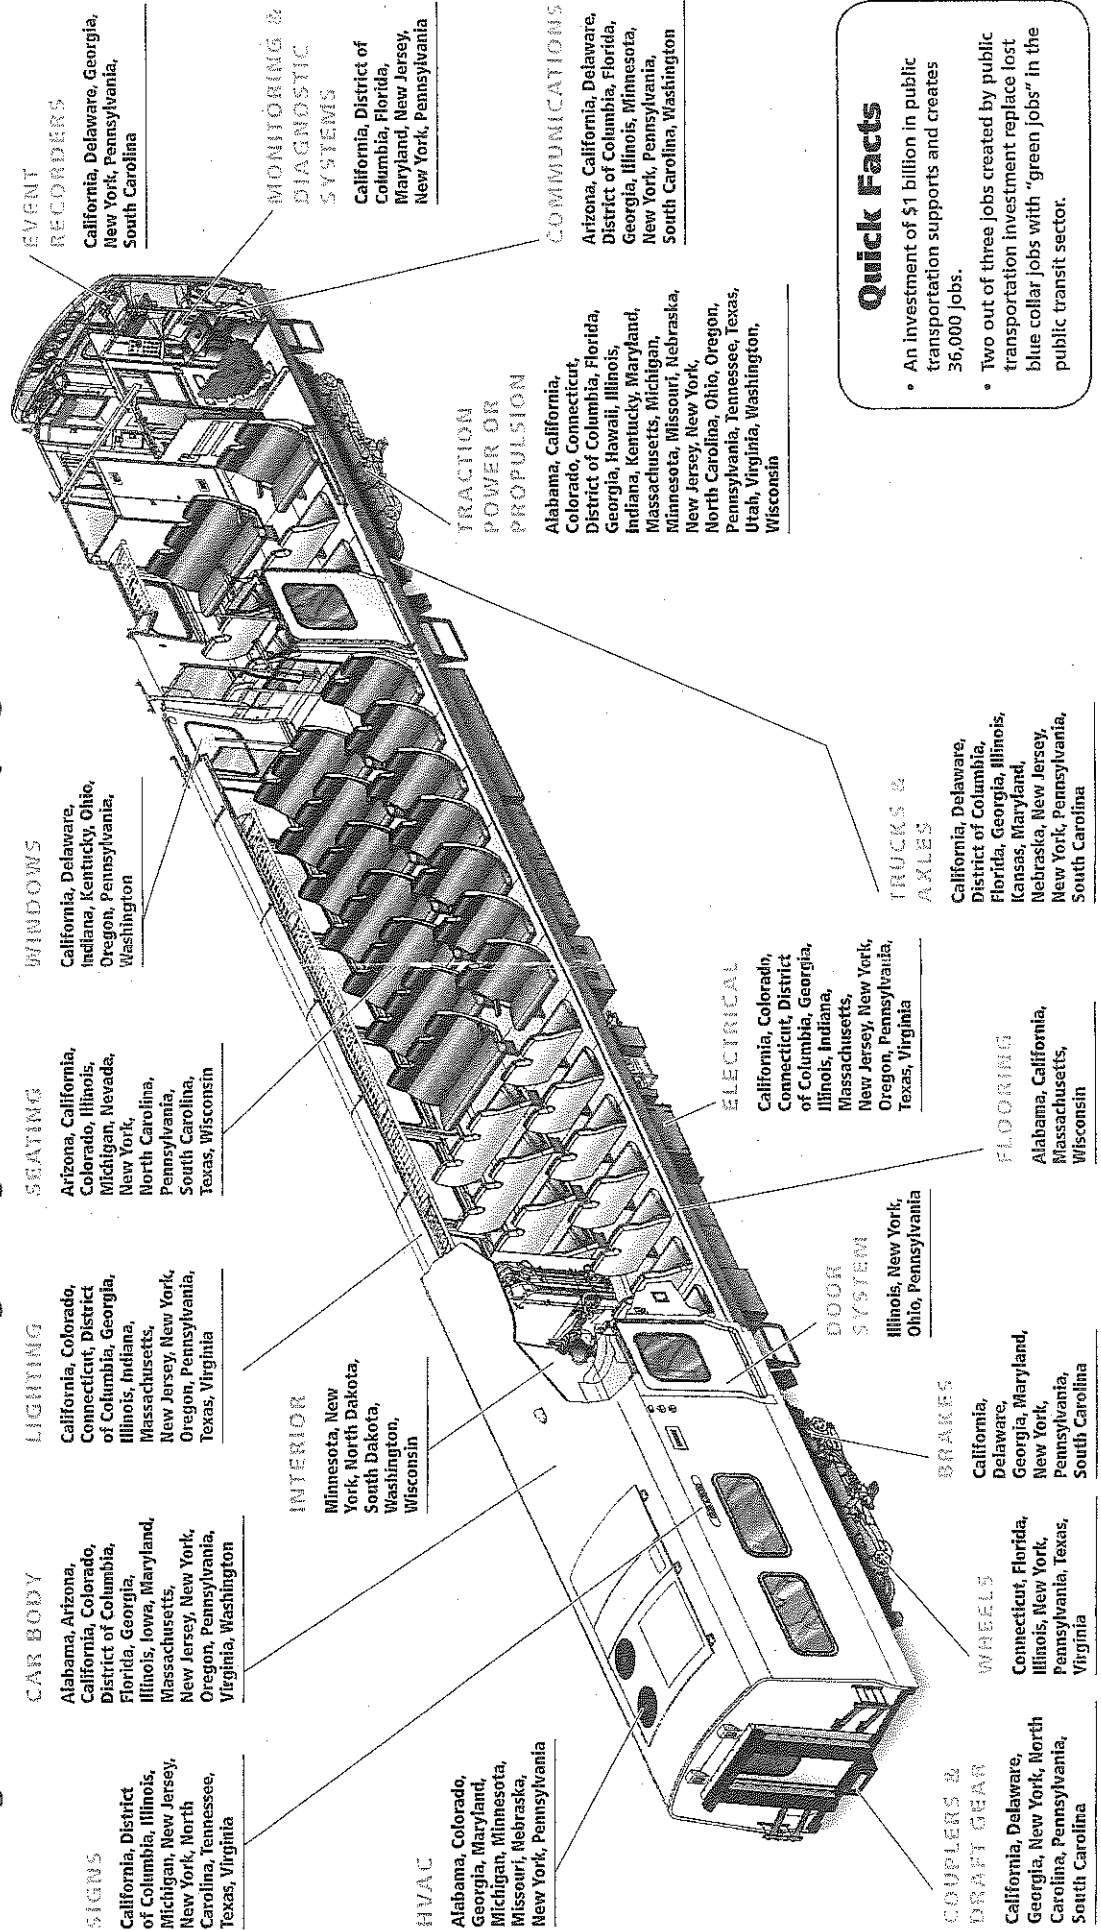 SIGNS
California, District
of Columbia, Illinois,
Michigan, New Jersey,
New York, North
Carolina, Tennessee,
Texas, Virginia
CAR BODY
Alabama, Arizona,
California, Colorado,
District of Columbia,
Florida, Georgia,
Illinois, Iowa, Maryland,
Massachusetts,
New Jersey, New York,
Oregon, Pennsylvania,
Virginia, Washington
LIGHTING
California, Colorado,
Connecticut, District
of Columbia, Georgia,
Illinois, Indiana,
Massachusetts,
New Jersey, New York,
Oregon, Pennsylvania,
Texas, Virginia
SEATING
Arizona, California,
Colorado, Illinois,
Michigan, Nevada,
New York,
North Carolina,
Pennsylvania,
South Carolina,
Texas, Wisconsin
WINDOWS
California, Delaware,
Indiana, Kentucky, Ohio,
Oregon, Pennsylvania,
Washington
EVENT
RECORDERS
California, Delaware, Georgia,
New York, Pennsylvania,
South Carolina
MONITORING &
DIAGNOSTIC
SYSTEMS
California, District of
Columbia, Florida,
Maryland, New Jersey,
New York, Pennsylvania
COMMUNICATIONS
Arizona, California, Delaware,
District of Columbia, Florida,
Georgia, Illinois, Minnesota,
New York, Pennsylvania,
South Carolina, Washington
INTERIOR
Minnesota, New
York, North Dakota,
South Dakota,
Washington,
Wisconsin
HVAC
Alabama, Colorado,
Georgia, Maryland,
Michigan, Minnesota,
Missouri, Nebraska,
New York, Pennsylvania
TRACTION
POWER OR
PROPULSION
Alabama, California,
Colorado, Connecticut,
District of Columbia, Florida,
Georgia, Hawaii, Illinois,
Indiana, Kentucky, Maryland,
Massachusetts, Michigan,
Minnesota, Missouri, Nebraska,
New Jersey, New York,
North Carolina, Ohio, Oregon,
Pennsylvania, Tennessee, Texas,
Utah, Virginia, Washington,
Wisconsin
COUPLERS &
DRAFT GEAR
California, Delaware,
Georgia, New York, North
Carolina, Pennsylvania,
South Carolina
WHEELS
Connecticut, Florida,
Illinois, New York,
Pennsylvania, Texas,
Virginia
BRAKES
California,
Delaware,
Georgia, Maryland,
New York,
Pennsylvania,
South Carolina
DOOR
SYSTEM
Illinois, New York,
Ohio, Pennsylvania
ELECTRICAL
California, Colorado,
Connecticut, District
of Columbia, Georgia,
Illinois, Indiana,
Massachusetts,
New Jersey, New York,
Oregon, Pennsylvania,
Texas, Virginia
FLOORING
Alabama, California,
Massachusetts,
Wisconsin
TRUCKS &
AXLES
California, Delaware,
District of Columbia,
Florida, Georgia, Illinois,
Kansas, Maryland,
Nebraska, New Jersey,
New York, Pennsylvania,
South Carolina
Quick Facts
• An investment of $1 billion in public
transportation supports and creates
36,000 jobs.
• Two out of three jobs created by public
transportation investment replace lost
blue collar jobs with "green jobs" in the
public transit sector.